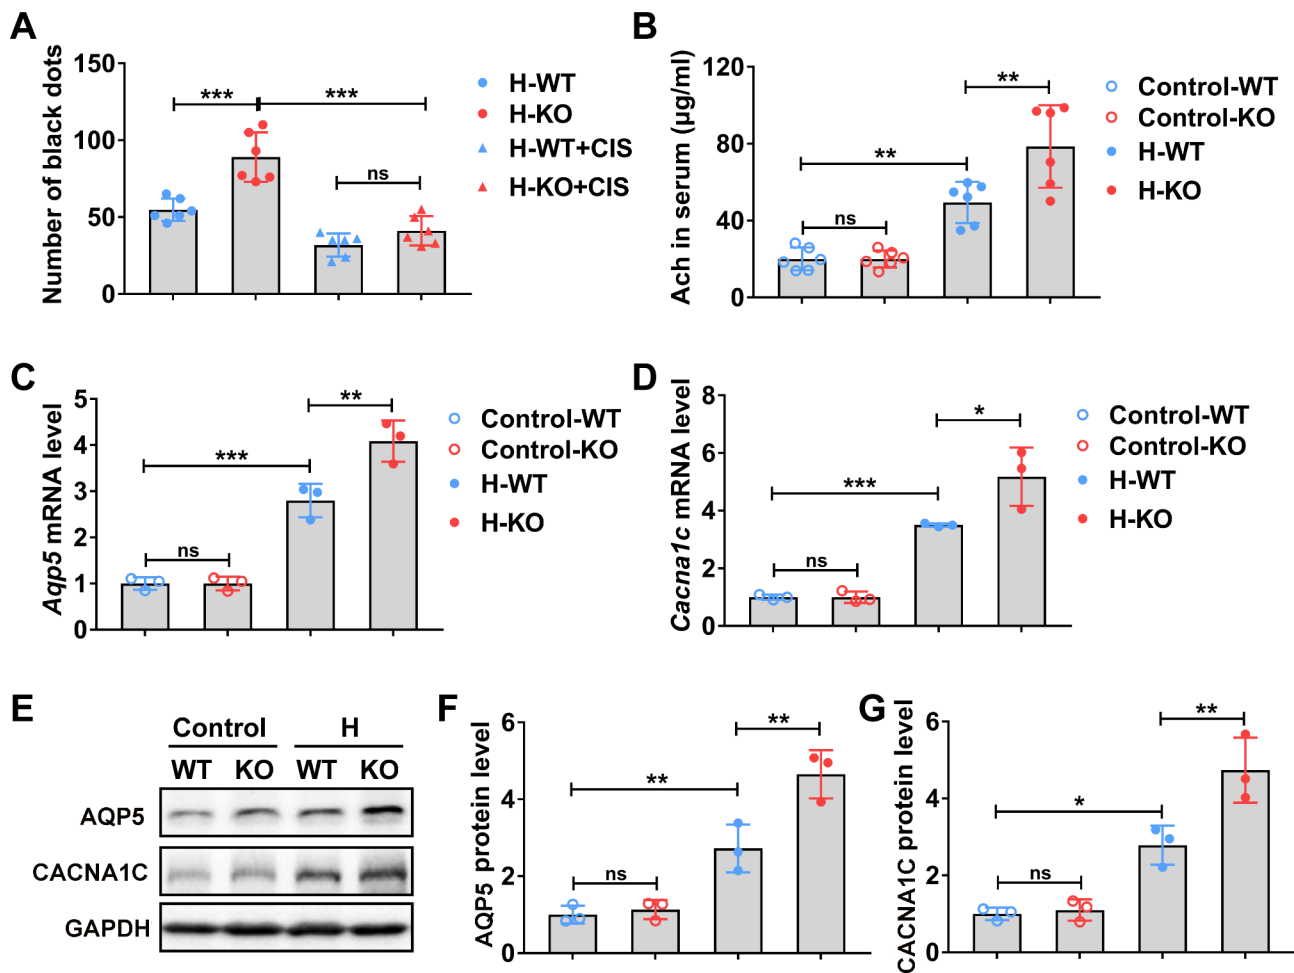 A
Number of black dots
150
100
50
0
***
***
ns
H-WT
H-KO
H-WT+CIS
H-KO+CIS
B
Ach in serum (μg/ml)
120
80
40
0
**
**
ns
Control-WT
Control-KO
H-WT
H-KO
C
Aqp5 mRNA level
5
4
3
2
1
0
**
***
ns
Control-WT
Control-KO
H-WT
H-KO
D
Cacna1c mRNA level
8
6
4
2
0
*
***
ns
Control-WT
Control-KO
H-WT
H-KO
E
Control H
WT KO WT KO
AQP5
CACNA1C
GAPDH
F
AQP5 protein level
6
4
2
0
**
**
ns
G
CACNA1C protein level
6
4
2
0
**
*
ns